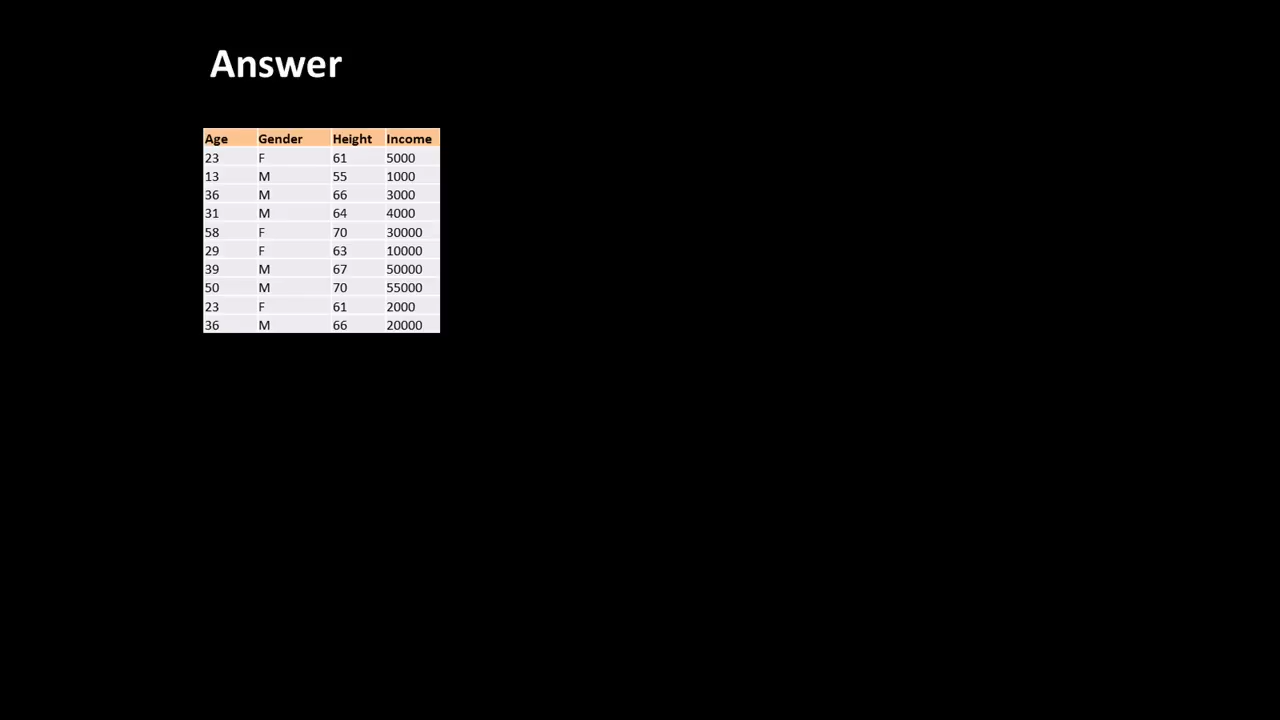 Answer
Age Gender Height Income
23 F 61 5000
13 M 55 1000
36 M 66 3000
31 M 64 4000
58 F 70 30000
29 F 63 10000
39 M 67 50000
50 M 70 55000
23 F 61 2000
36 M 66 20000